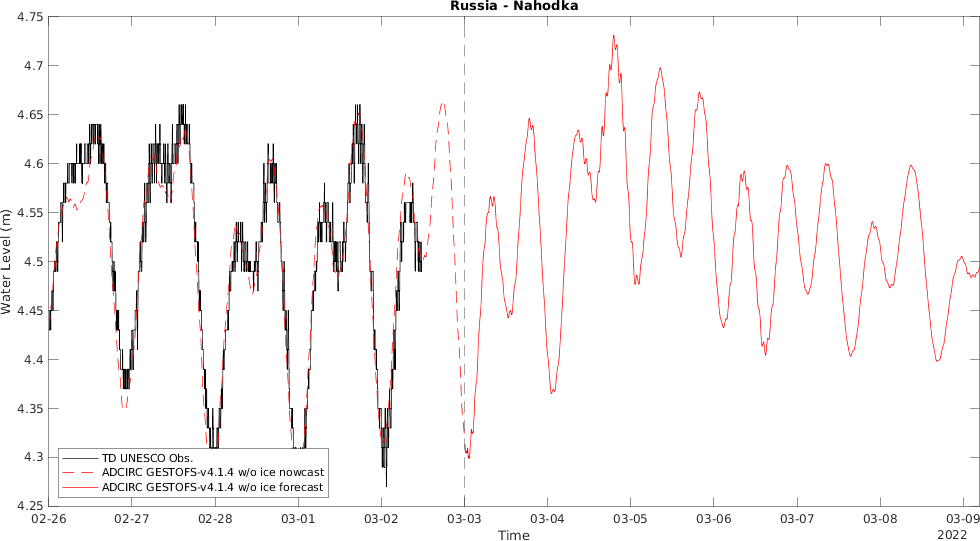 Russia - Nahodka
4.75
4.7
4.65
4.6
4.55
4.5
4.45
4.4
4.35
4.3
4.25
Water Level (m)
TD UNESCO Obs.
ADCIRC GESTOFS-v4.1.4 w/o ice nowcast
ADCIRC GESTOFS-v4.1.4 w/o ice forecast
02-26 02-27 02-28 03-01 03-02 03-03 03-04 03-05 03-06 03-07 03-08 03-09
Time
2022